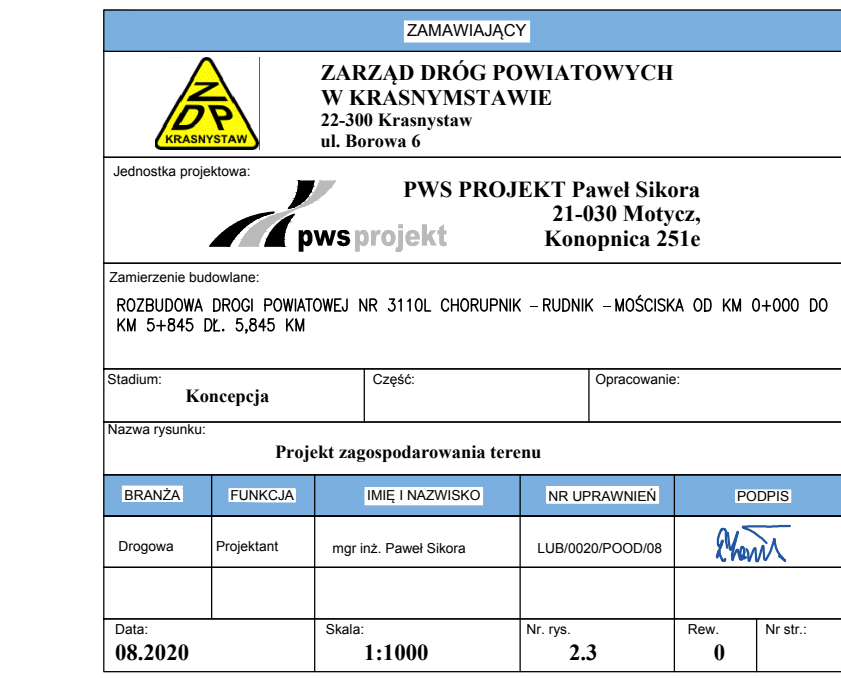 ZAMAWIAJĄCY
ZDP
KRASNYSTAW
ZARZĄD DRÓG POWIATOWYCH
W KRASNYMSTAWIE
22-300 Krasnystaw
ul. Borowa 6
Jednostka projektowa:
pwsprojekt
PWS PROJEKT Paweł Sikora
21-030 Motycz,
Konopnica 251e
Zamierzenie budowlane:
ROZBUDOWA DROGI POWIATOWEJ NR 3110L CHORUPNIK – RUDNIK – MOŚCISKA OD KM 0+000 DO
KM 5+845 DŁ. 5,845 KM
Stadium:
Koncepcja
Część:
Opracowanie:
Nazwa rysunku:
Projekt zagospodarowania terenu
BRANŻA FUNKCJA IMIĘ I NAZWISKO NR UPRAWNIEŃ PODPIS
Drogowa Projektant mgr inż. Paweł Sikora LUB/0020/POOD/08
Data: Skala: Nr. rys. Rew. Nr str.:
08.2020 1:1000 2.3 0